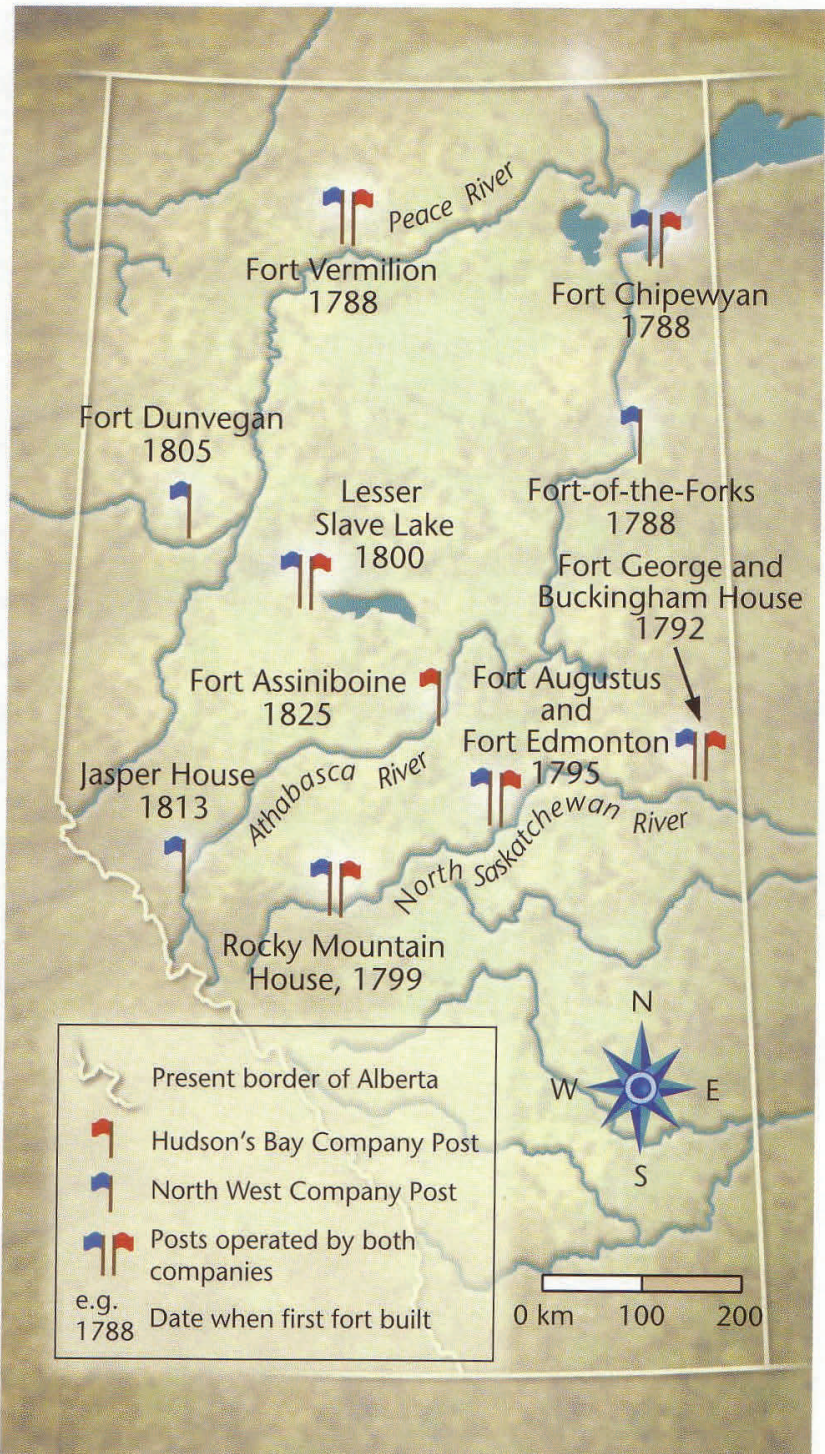 Peace River
Fort Vermilion
1788
Fort Chipewyan
1788
Fort Dunvegan
1805
Lesser
Slave Lake
1800
Fort-of-the-Forks
1788
Fort George and
Buckingham House
1792
Fort Assiniboine
1825
Fort Augustus
and
Fort Edmonton
1795
Jasper House
1813
Athabasca River
North Saskatchewan River
Rocky Mountain
House, 1799
N
W
E
S
Present border of Alberta
Hudson's Bay Company Post
North West Company Post
Posts operated by both
companies
e.g.
1788
Date when first fort built
0 km 100 200